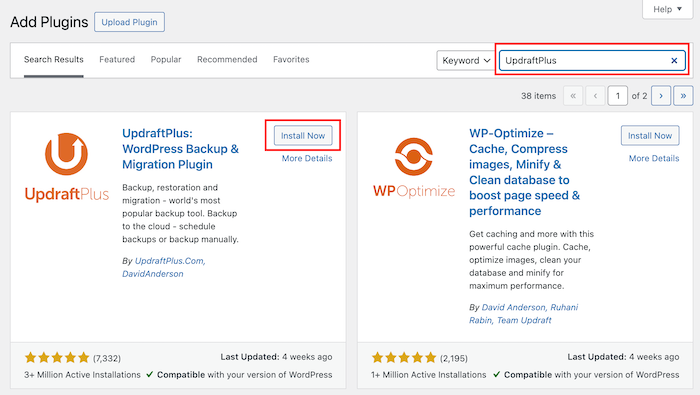 Help ▼
Add Plugins Upload Plugin
Search Results Featured Popular Recommended Favorites Keyword UpdraftPlus ×
38 items « ‹ 1 of 2 › »
UpdraftPlus
UpdraftPlus:
WordPress Backup &
Migration Plugin
Install Now
More Details
Backup, restoration and
migration - world's most
popular backup tool. Backup
to the cloud - schedule
backups or backup manually.
By UpdraftPlus.Com,
DavidAnderson
(7,332)
Last Updated: 4 weeks ago
3+ Million Active Installations
✓ Compatible with your version of WordPress
WPOptimize
WP-Optimize –
Cache, Compress
images, Minify &
Clean database to
boost page speed &
performance
Install Now
More Details
Get caching and more with this
powerful cache plugin. Cache,
optimize images, clean your
database and minify for
maximum performance.
By David Anderson, Ruhani
Rabin, Team Updraft
(2,195)
Last Updated: 4 weeks ago
1+ Million Active Installations
✓ Compatible with your version of WordPress